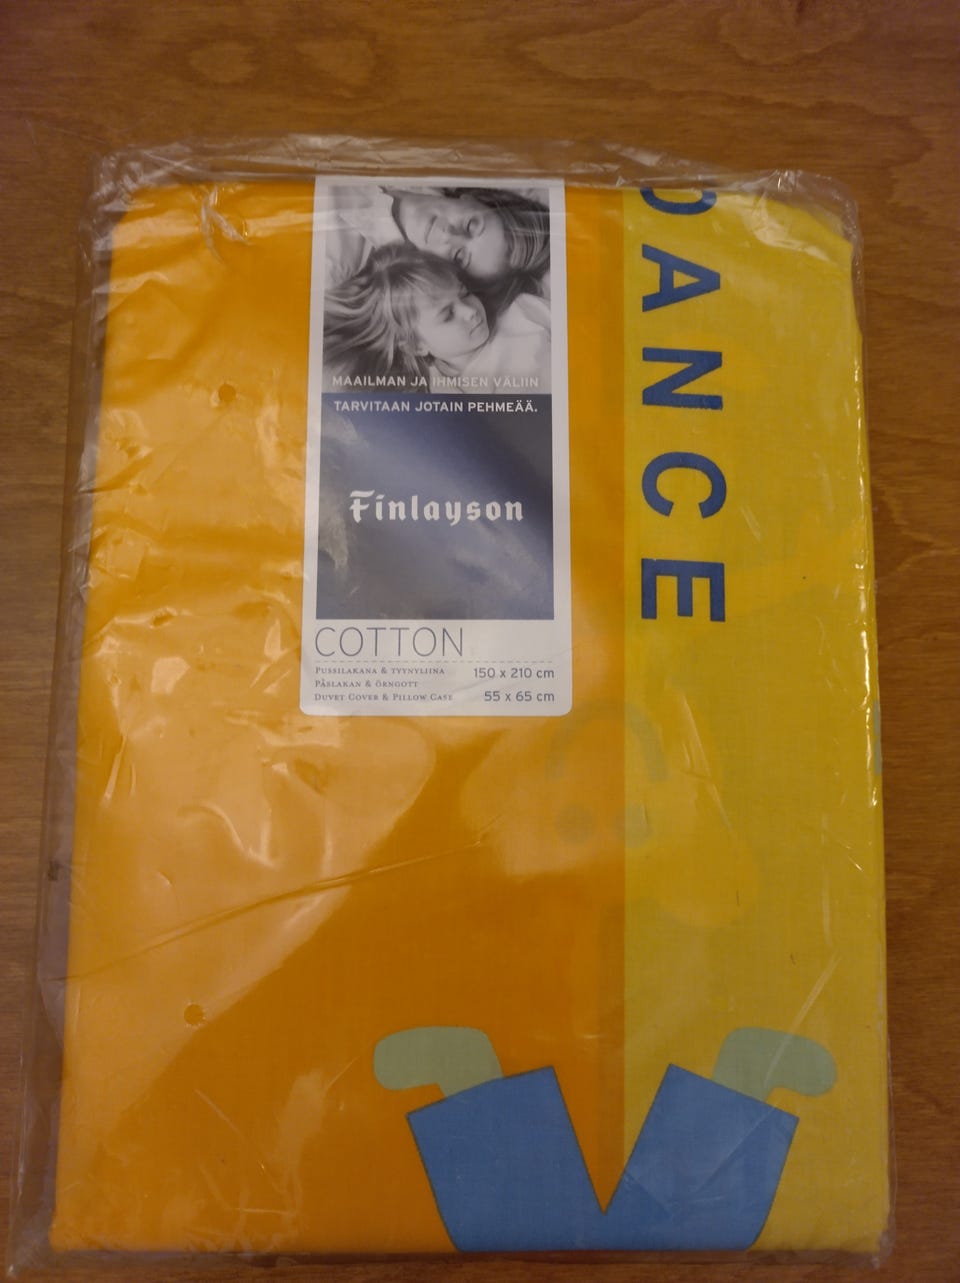 MAAILMAN JA IHMISEN VÄLIIN
TARVITAAN JOTAIN PEHMEÄÄ.
Finlayson
COTTON
PUSSILAKANA & TYYNYLIINA 150 x 210 cm
PÅSLAKAN & ÖRNGOTT
DUVET COVER & PILLOW CASE 55 x 65 cm
DANCE